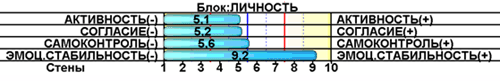 Блок:ЛИЧНОСТЬ
АКТИВНОСТЬ(-) 5.1 АКТИВНОСТЬ(+)
СОГЛАСИЕ(-) 5.2 СОГЛАСИЕ(+)
САМОКОНТРОЛЬ(-) 5.6 САМОКОНТРОЛЬ(+)
ЭМОЦ.СТАБИЛЬНОСТЬ(-) 9.2 ЭМОЦ.СТАБИЛЬНОСТЬ(+)
Стены 1 2 3 4 5 6 7 8 9 10 Стены